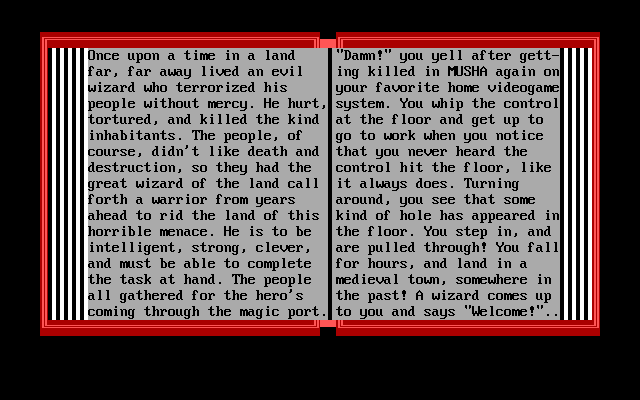 Once upon a time in a land
far, far away lived an evil
wizard who terrorized his
people without mercy. He hurt,
tortured, and killed the kind
inhabitants. The people, of
course, didn't like death and
destruction, so they had the
great wizard of the land call
forth a warrior from years
ahead to rid the land of this
horrible menace. He is to be
intelligent, strong, clever,
and must be able to complete
the task at hand. The people
all gathered for the hero's
coming through the magic port.
"Damn!" you yell after gett-
ing killed in MUSHA again on
your favorite home videogame
system. You whip the control
at the floor and get up to
go to work when you notice
that you never heard the
control hit the floor, like
it always does. Turning
around, you see that some
kind of hole has appeared in
the floor. You step in, and
are pulled through! You fall
for hours, and land in a
medieval town, somewhere in
the past! A wizard comes up
to you and says "Welcome!"..